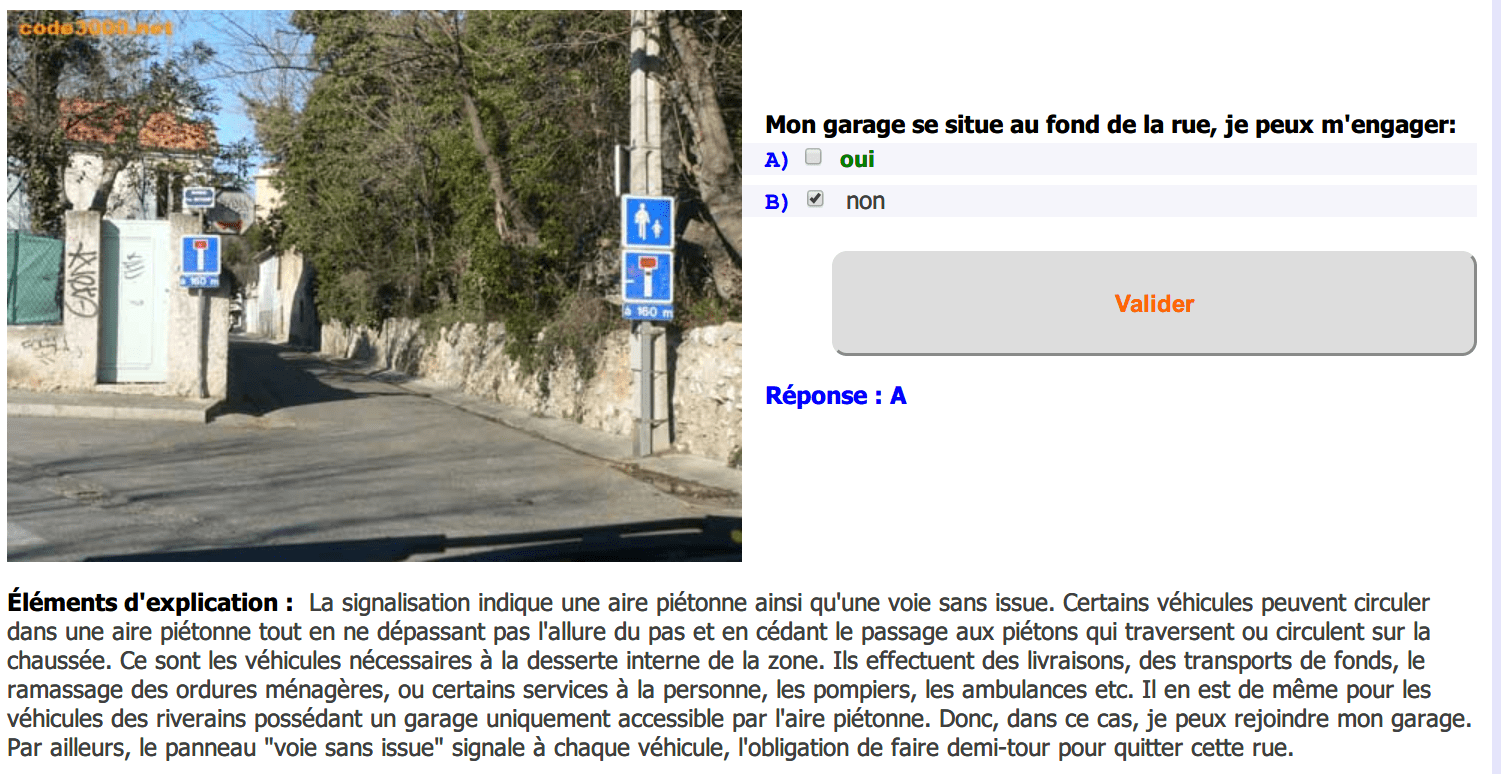 code3000.net
à 160 m
à 160 m
Mon garage se situe au fond de la rue, je peux m'engager:
A) oui
B) non
Valider
Réponse : A
Éléments d'explication : La signalisation indique une aire piétonne ainsi qu'une voie sans issue. Certains véhicules peuvent circuler
dans une aire piétonne tout en ne dépassant pas l'allure du pas et en cédant le passage aux piétons qui traversent ou circulent sur la
chaussée. Ce sont les véhicules nécessaires à la desserte interne de la zone. Ils effectuent des livraisons, des transports de fonds, le
ramassage des ordures ménagères, ou certains services à la personne, les pompiers, les ambulances etc. Il en est de même pour les
véhicules des riverains possédant un garage uniquement accessible par l'aire piétonne. Donc, dans ce cas, je peux rejoindre mon garage.
Par ailleurs, le panneau "voie sans issue" signale à chaque véhicule, l'obligation de faire demi-tour pour quitter cette rue.